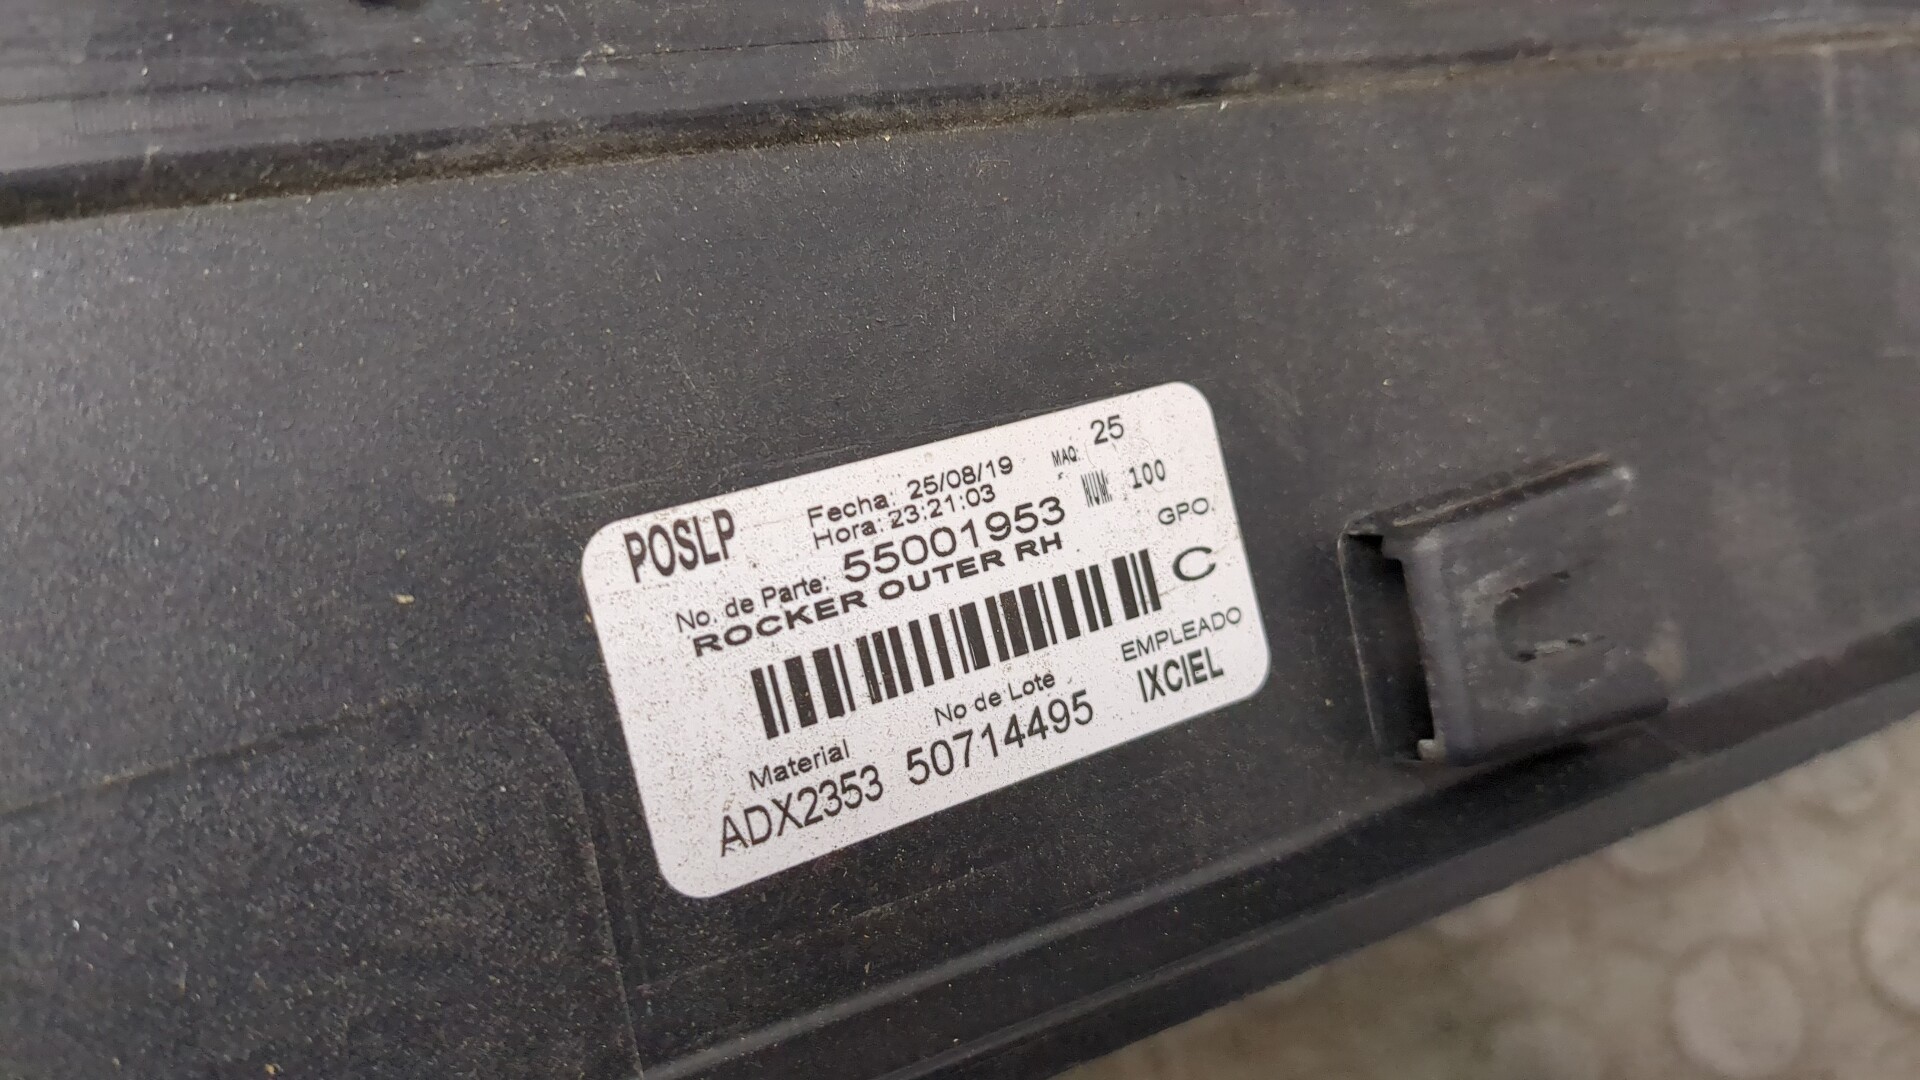 POSLP
Fecha: 25/08/19
Hora: 23:21:03
MAQ: 25
NUM: 100
No. de Parte: 55001953
ROCKER OUTER RH
GPO.
C
No de Lote
50714495
EMPLEADO
IXCIEL
Material
ADX2353